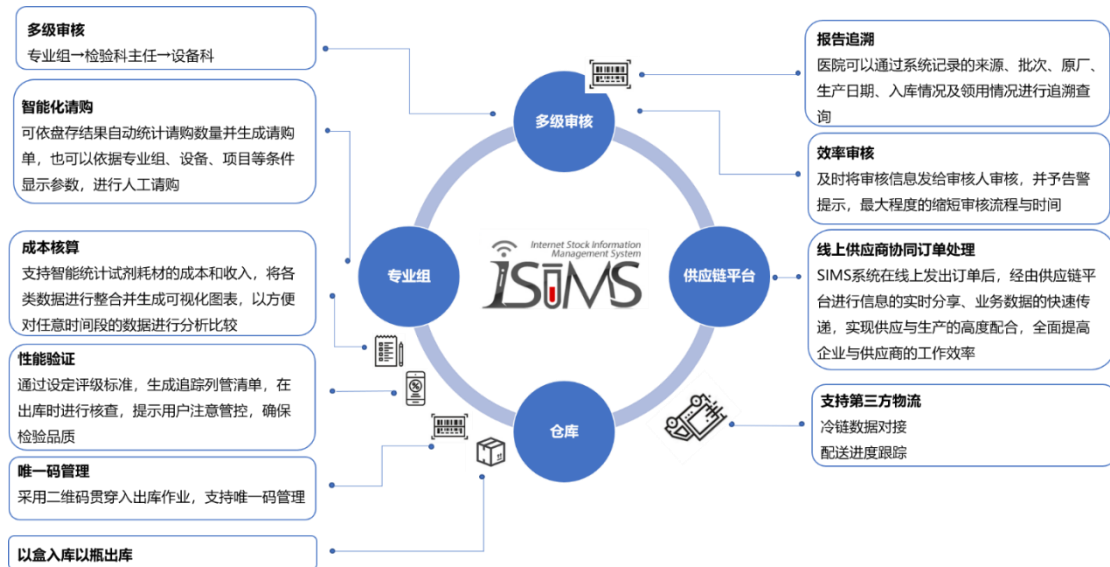 多级审核
专业组→检验科主任→设备科
智能化请购
可依盘存结果自动统计请购数量并生成请购
单，也可以依据专业组、设备、项目等条件
显示参数，进行人工请购
成本核算
支持智能统计试剂耗材的成本和收入，将各
类数据进行整合并生成可视化图表，以方便
对任意时间段的数据进行分析比较
性能验证
通过设定评级标准，生成追踪列管清单，在
出库时进行核查，提示用户注意管控，确保
检验品质
唯一码管理
采用二维码贯穿入出库作业，支持唯一码管理
以盒入库以瓶出库
多级审核
专业组
Internet Stock Information
Management System
iSiMS
供应链平台
仓库
报告追溯
医院可以通过系统记录的来源、批次、原厂、
生产日期、入库情况及领用情况进行追溯查
询
效率审核
及时将审核信息发给审核人审核，并予告警
提示，最大程度的缩短审核流程与时间
线上供应商协同订单处理
SIMS系统在线上发出订单后，经由供应链平
台进行信息的实时分享、业务数据的快速传
递，实现供应与生产的高度配合，全面提高
企业与供应商的工作效率
支持第三方物流
冷链数据对接
配送进度跟踪